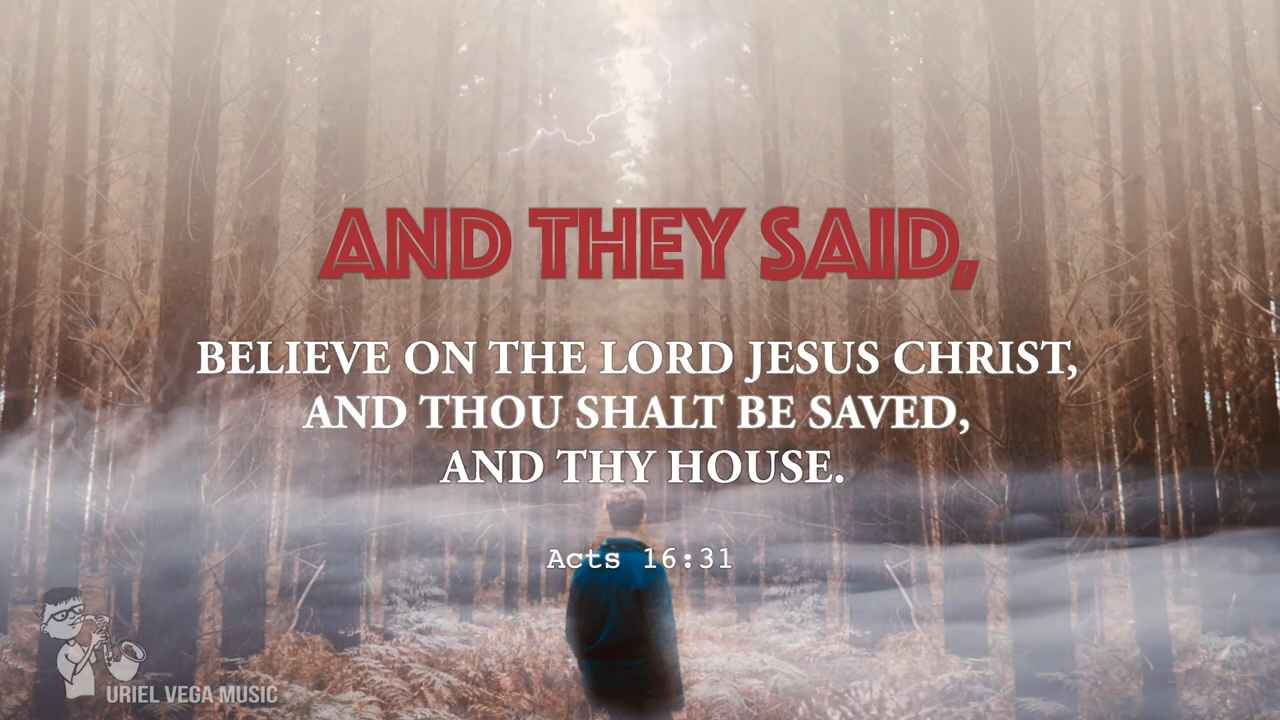 AND THEY SAID,
BELIEVE ON THE LORD JESUS CHRIST,
AND THOU SHALT BE SAVED,
AND THY HOUSE.
Acts 16:31
URIEL VEGA MUSIC